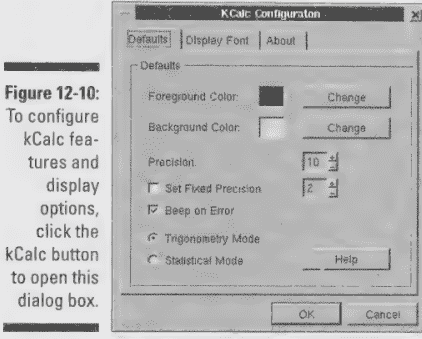 Figure 12-10:
To configure
kCalc fea-
tures and
display
options,
click the
kCalc button
to open this
dialog box.
KCalc Configuraton
Defaults
Display Font
About
Defaults
Foreground Color:
Change
Background Color:
Change
Precision:
10
Set Fixed Precision
2
Beep on Error
Trigonometry Mode
Statistical Mode
Help
OK
Cancel